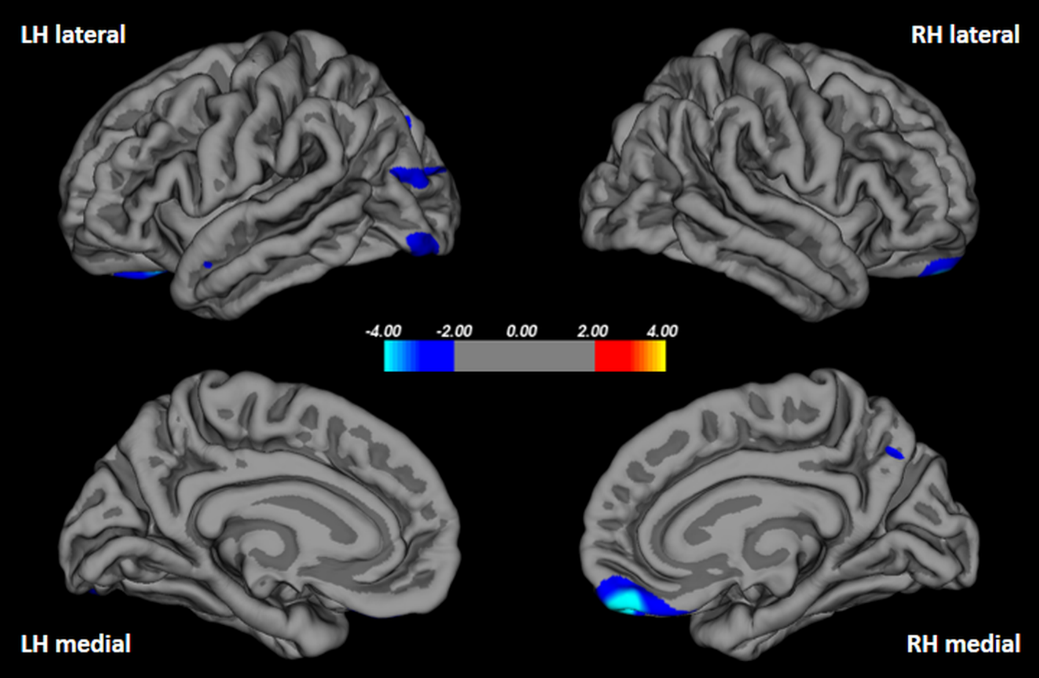 LH lateral
RH lateral
-4.00 -2.00 0.00 2.00 4.00
LH medial
RH medial